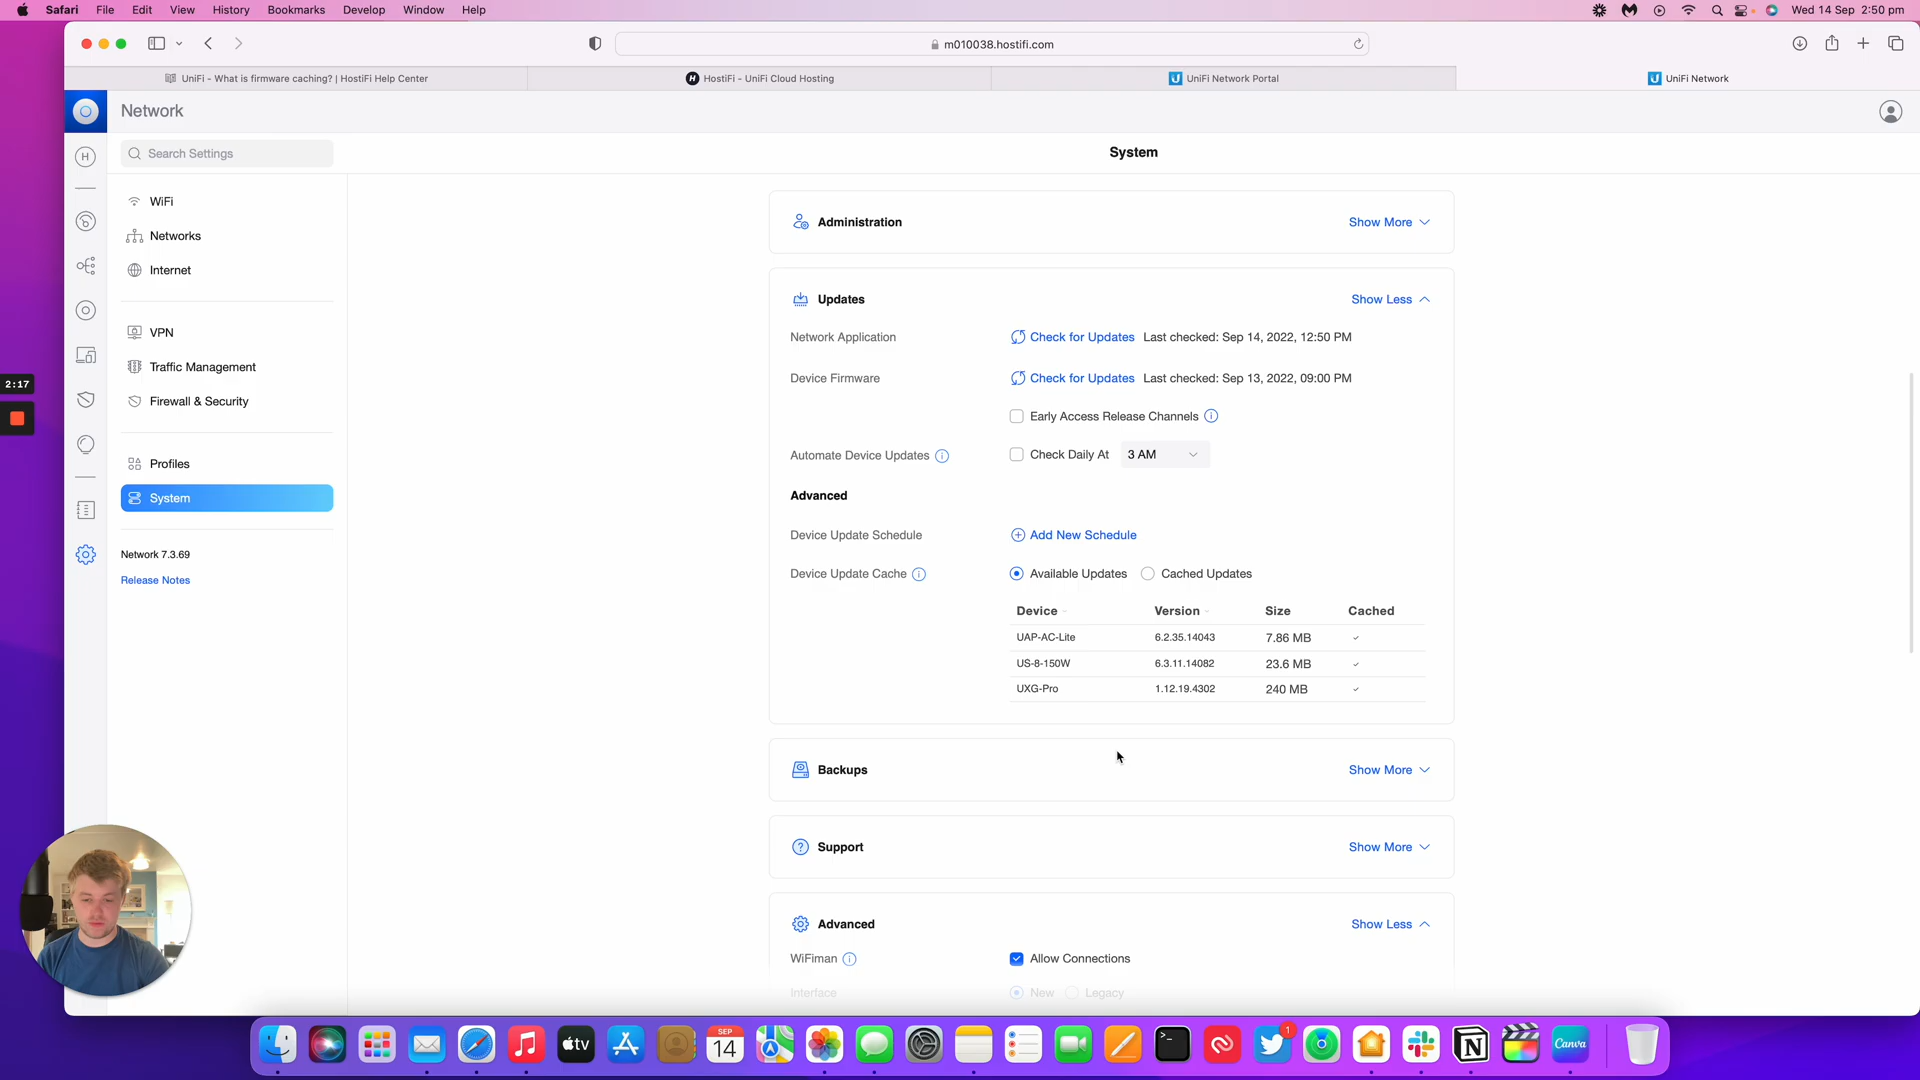 Safari File Edit View History Bookmarks Develop Window Help Wed 14 Sep 2:50 pm
m010038.hostifi.com
UniFi - What is firmware caching? | HostiFi Help Center HostiFi - UniFi Cloud Hosting UniFi Network Portal UniFi Network
Network
Search Settings
System
H
WiFi
Networks
Internet
VPN
Traffic Management
Firewall & Security
Profiles
System
Network 7.3.69
Release Notes
2:17
Administration Show More
Updates Show Less
Network Application Check for Updates Last checked: Sep 14, 2022, 12:50 PM
Device Firmware Check for Updates Last checked: Sep 13, 2022, 09:00 PM
Early Access Release Channels
Automate Device Updates Check Daily At 3 AM
Advanced
Device Update Schedule Add New Schedule
Device Update Cache Available Updates Cached Updates
Device Version Size Cached
UAP-AC-Lite 6.2.35.14043 7.86 MB
US-8-150W 6.3.11.14082 23.6 MB
UXG-Pro 1.12.19.4302 240 MB
Backups Show More
Support Show More
Advanced Show Less
WiFiman Allow Connections
Interface New Legacy
tv
SEP
14
1
Canva